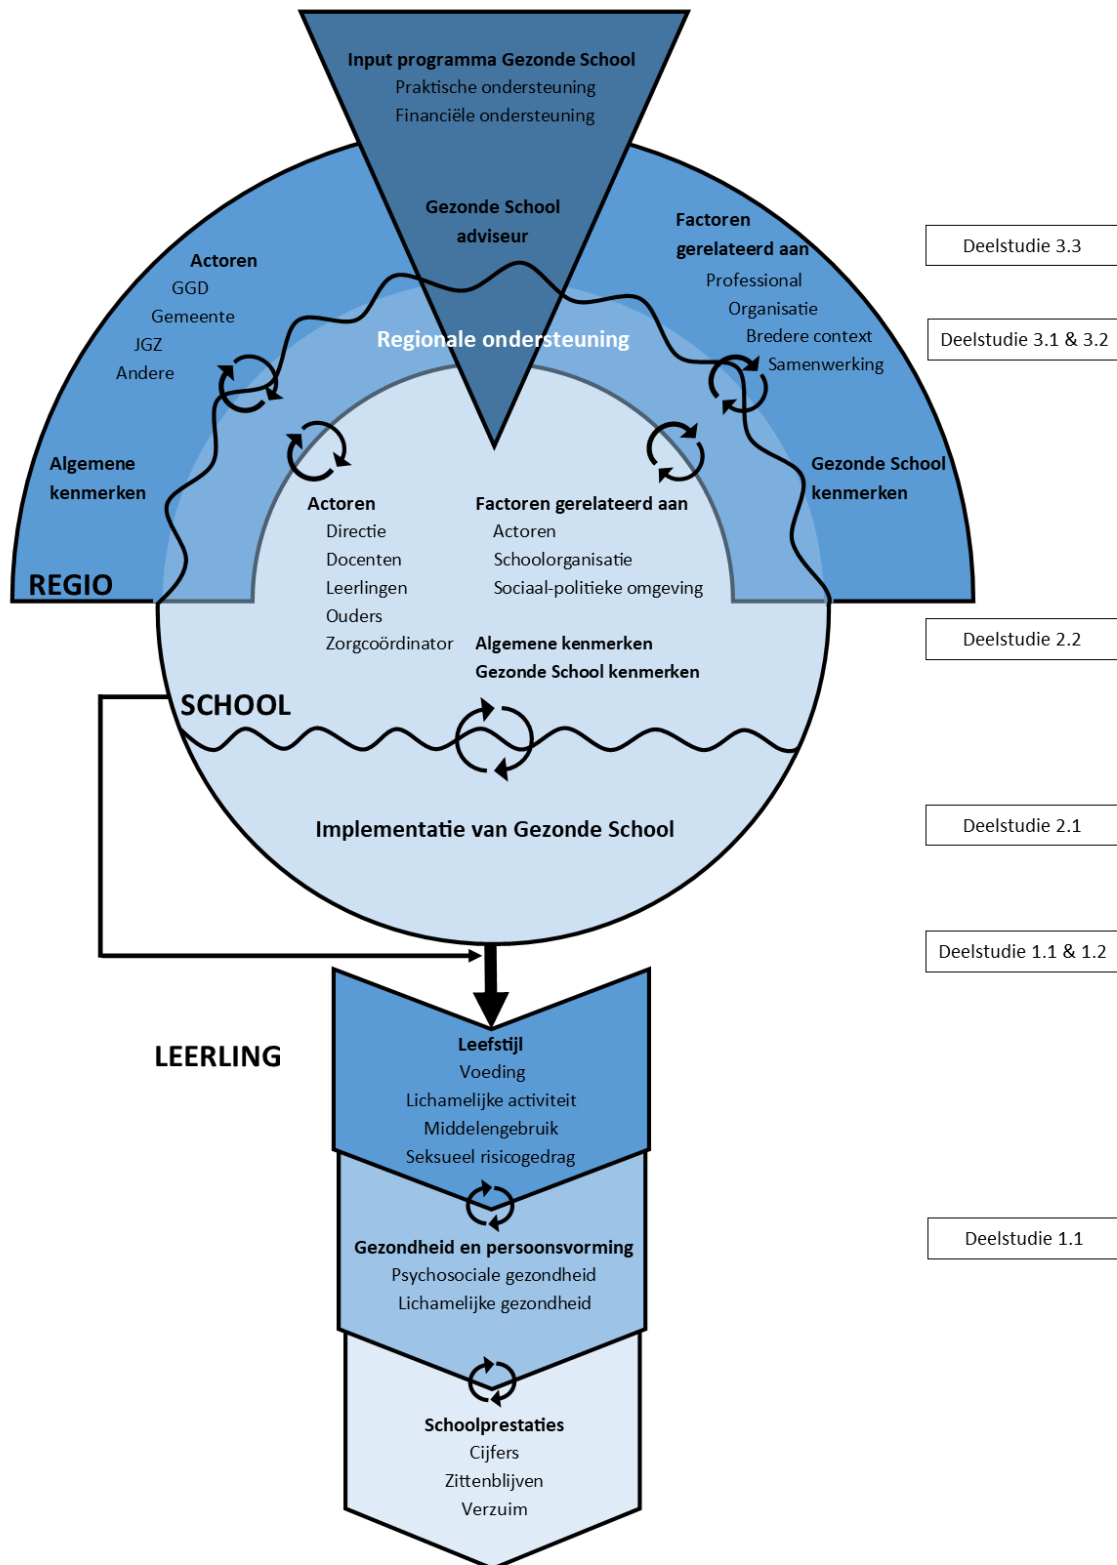 Input programma Gezonde School
Praktische ondersteuning
Financiële ondersteuning
Gezonde School
adviseur
Actoren
GGD
Gemeente
JGZ
Andere
Factoren
gerelateerd aan
Professional
Organisatie
Bredere context
Samenwerking
Regionale ondersteuning
Algemene
kenmerken
Gezonde School
kenmerken
REGIO
Actoren
Directie
Docenten
Leerlingen
Ouders
Zorgcoördinator
Factoren gerelateerd aan
Actoren
Schoolorganisatie
Sociaal-politieke omgeving
Algemene kenmerken
Gezonde School kenmerken
SCHOOL
Implementatie van Gezonde School
LEERLING
Leefstijl
Voeding
Lichamelijke activiteit
Middelengebruik
Seksueel risicogedrag
Gezondheid en persoonsvorming
Psychosociale gezondheid
Lichamelijke gezondheid
Schoolprestaties
Cijfers
Zittenblijven
Verzuim
Deelstudie 3.3
Deelstudie 3.1 & 3.2
Deelstudie 2.2
Deelstudie 2.1
Deelstudie 1.1 & 1.2
Deelstudie 1.1